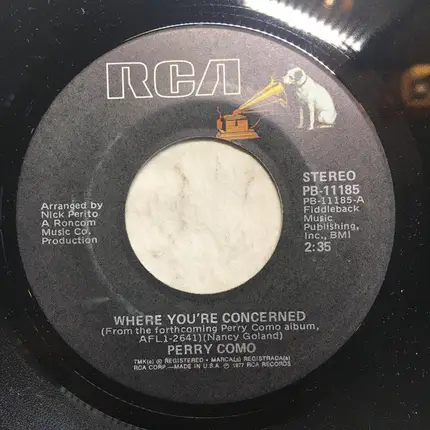 RCA
STEREO
PB-11185
PB-11185-A
Fiddleback
Music
Publishing,
Inc., BMI
2:35
Arranged by
Nick Perito
A Roncom
Music Co.
Production
WHERE YOU'RE CONCERNED
(From the forthcoming Perry Como album,
AFL1-2641)(Nancy Goland)
PERRY COMO
TMK(s) ® REGISTERED • MARCA(s) REGISTRADA(s)
RCA CORP.—MADE IN U.S.A. ℗ 1977 RCA RECORDS